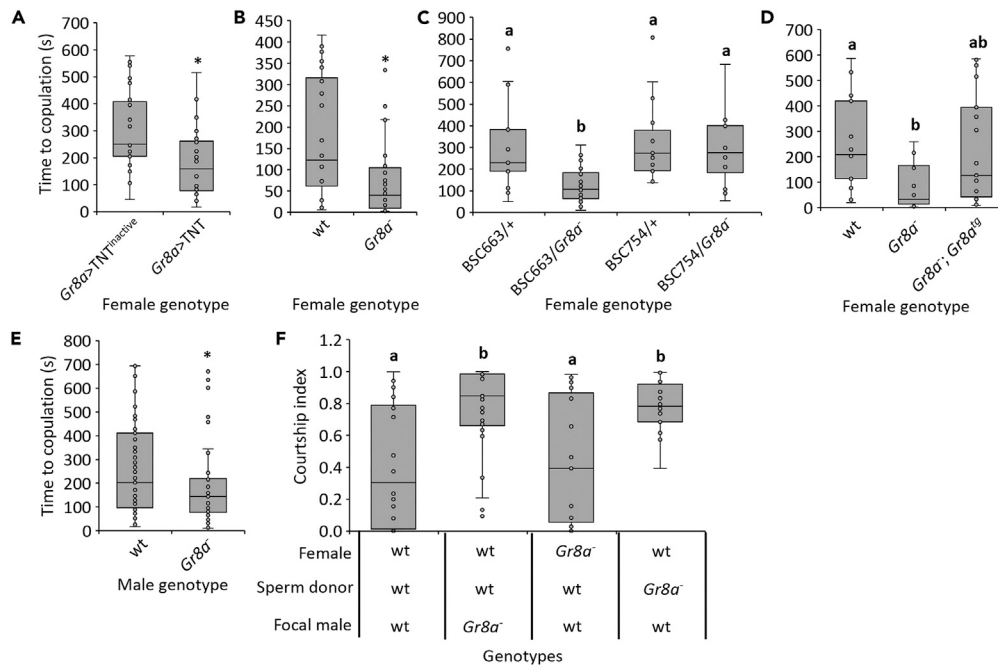 A
Time to copulation (s)
700
600
500
400
300
200
100
0
*
Gr8a>TNTinactive
Gr8a>TNT
Female genotype
B
450
400
350
300
250
200
150
100
50
0
*
wt
Gr8a-
Female genotype
C
900
800
700
600
500
400
300
200
100
0
a
b
a
a
BSC663/+
BSC663/Gr8a-
BSC754/+
BSC754/Gr8a-
Female genotype
D
700
600
500
400
300
200
100
0
a
b
ab
wt
Gr8a-
Gr8a-; Gr8atg
Female genotype
E
Time to copulation (s)
800
700
600
500
400
300
200
100
0
*
wt
Gr8a-
Male genotype
F
Courtship index
1.2
1.0
0.8
0.6
0.4
0.2
0.0
a
b
a
b
Female wt wt Gr8a- wt
Sperm donor wt wt wt Gr8a-
Focal male wt Gr8a- wt wt
Genotypes